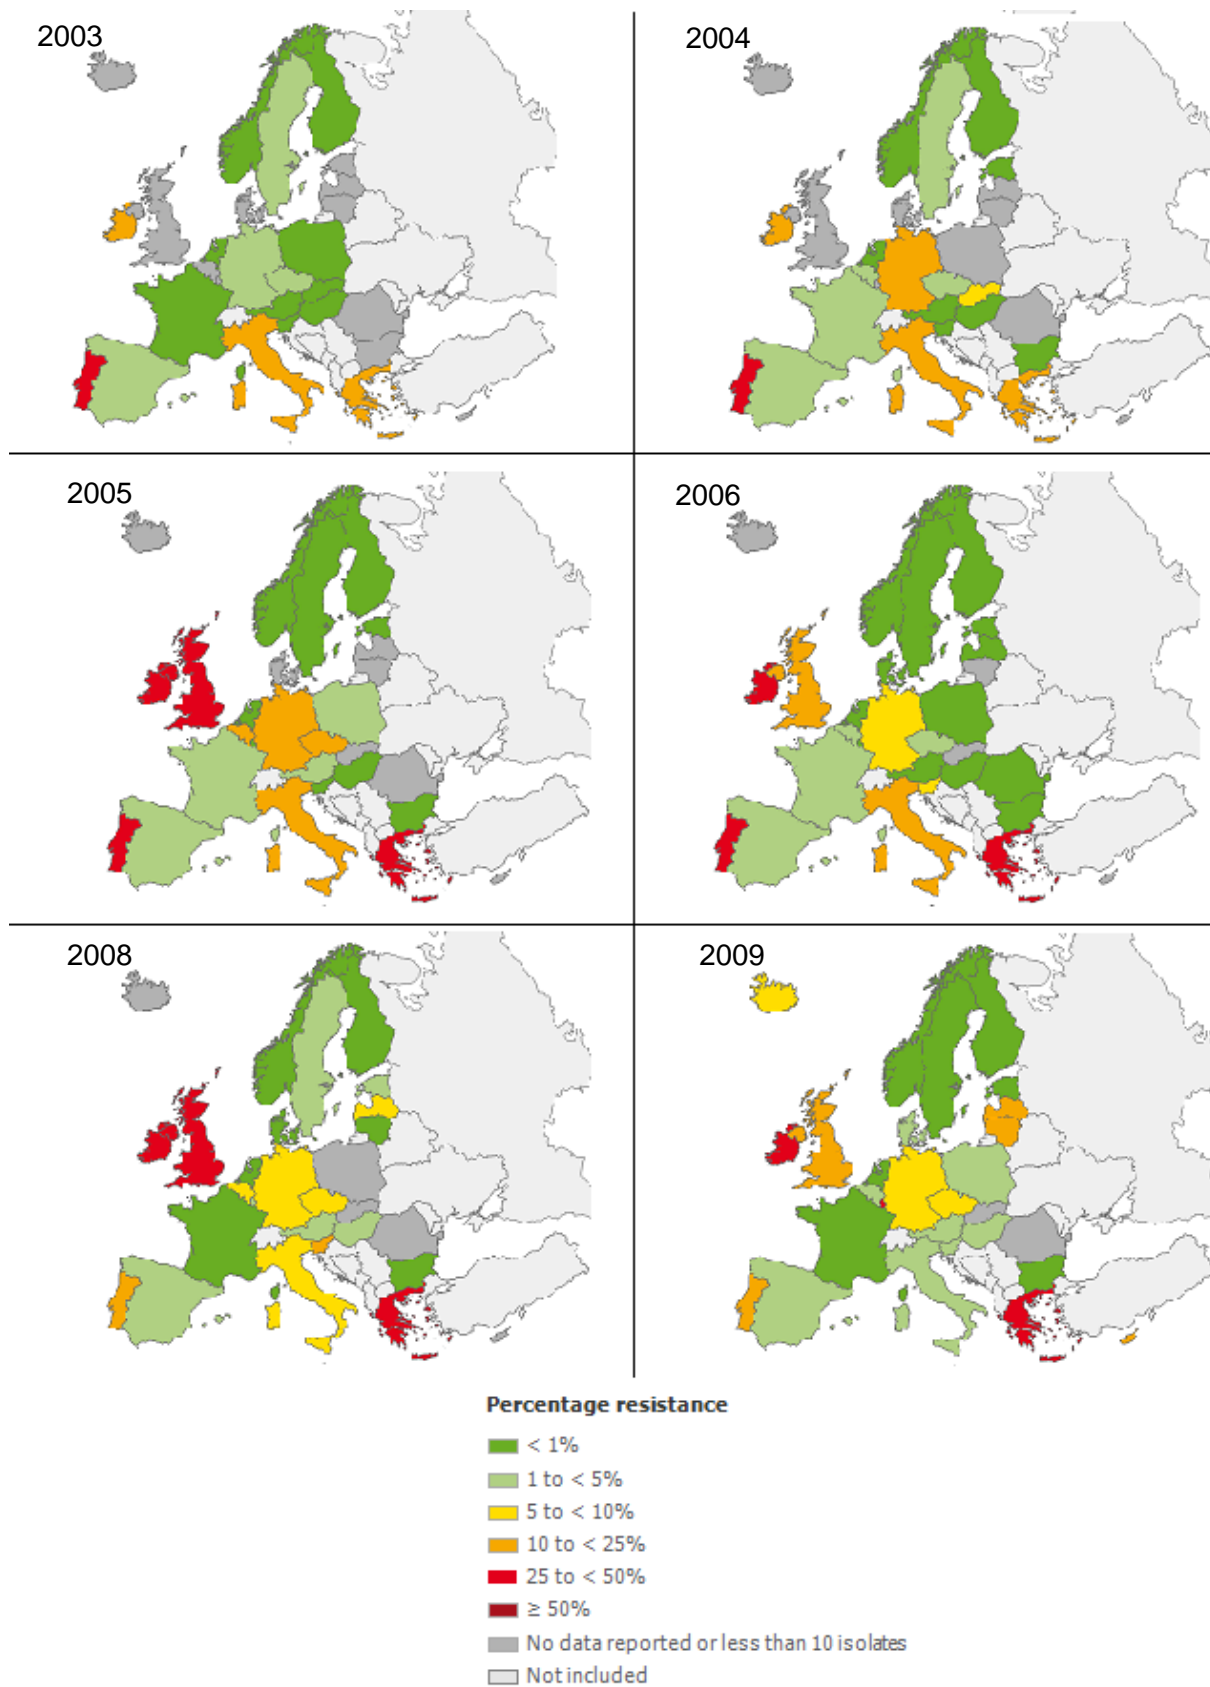 2003
2004
2005
2006
2008
2009
Percentage resistance
< 1%
1 to < 5%
5 to < 10%
10 to < 25%
25 to < 50%
≥ 50%
No data reported or less than 10 isolates
Not included